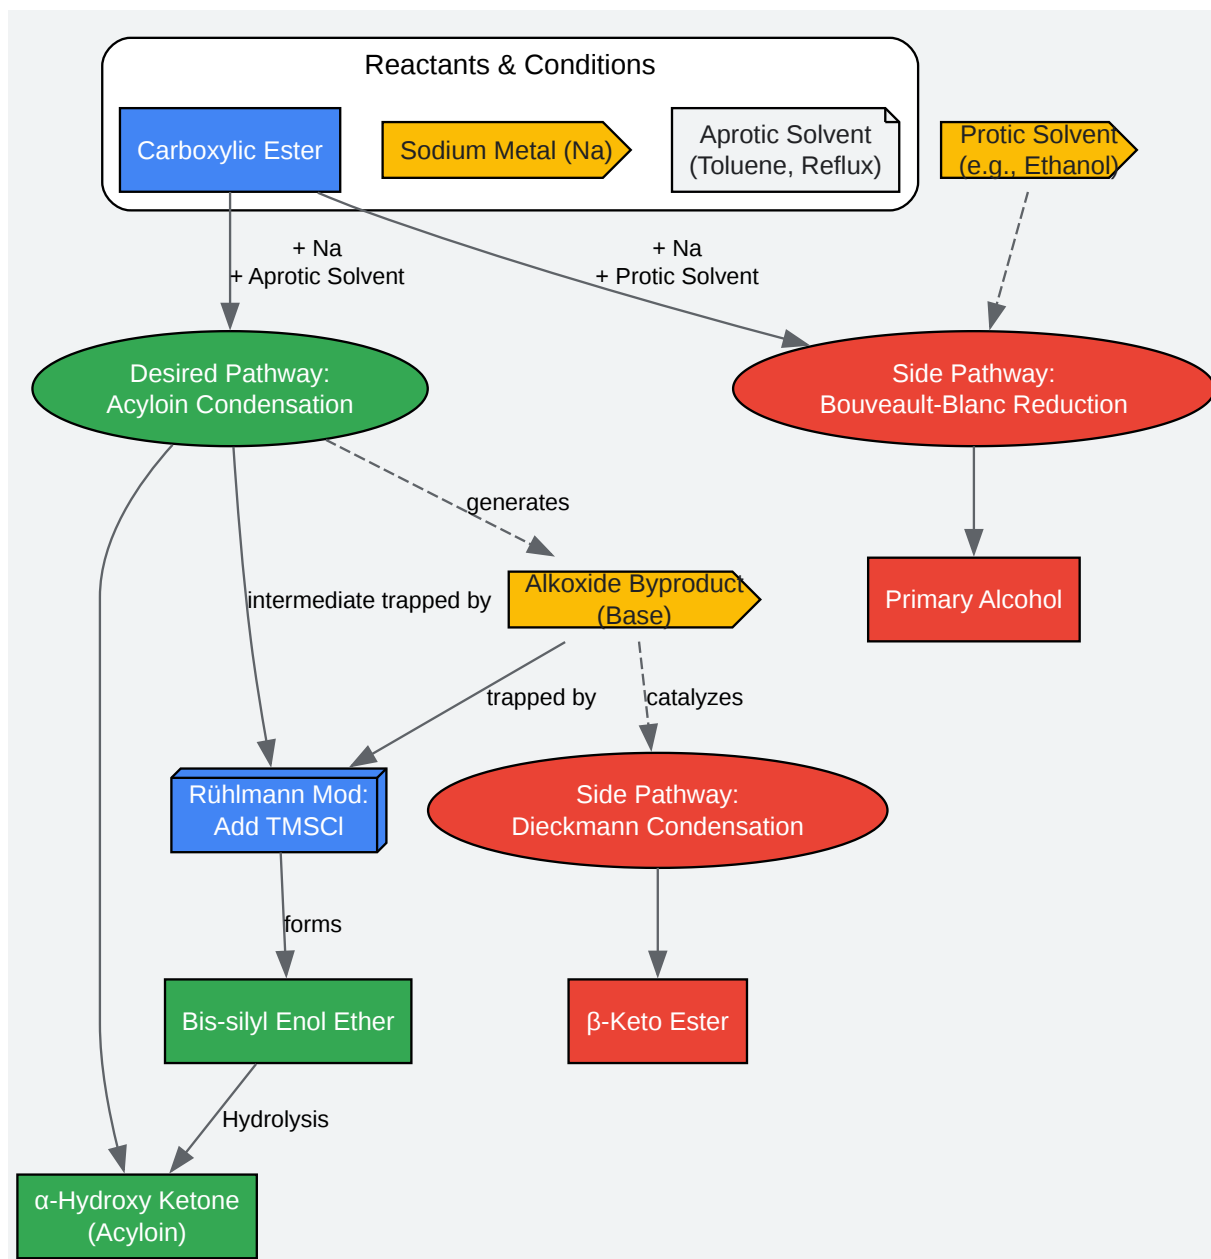 Reactants & Conditions
Carboxylic Ester
Sodium Metal (Na)
Aprotic Solvent
(Toluene, Reflux)
Protic Solvent
(e.g., Ethanol)
+ Na
+ Aprotic Solvent
+ Na
+ Protic Solvent
Desired Pathway:
Acyloin Condensation
Side Pathway:
Bouveault-Blanc Reduction
generates
intermediate trapped by
Alkoxide Byproduct
(Base)
Primary Alcohol
trapped by
catalyzes
Rühlmann Mod:
Add TMSCl
Side Pathway:
Dieckmann Condensation
forms
Bis-silyl Enol Ether
β-Keto Ester
Hydrolysis
α-Hydroxy Ketone
(Acyloin)